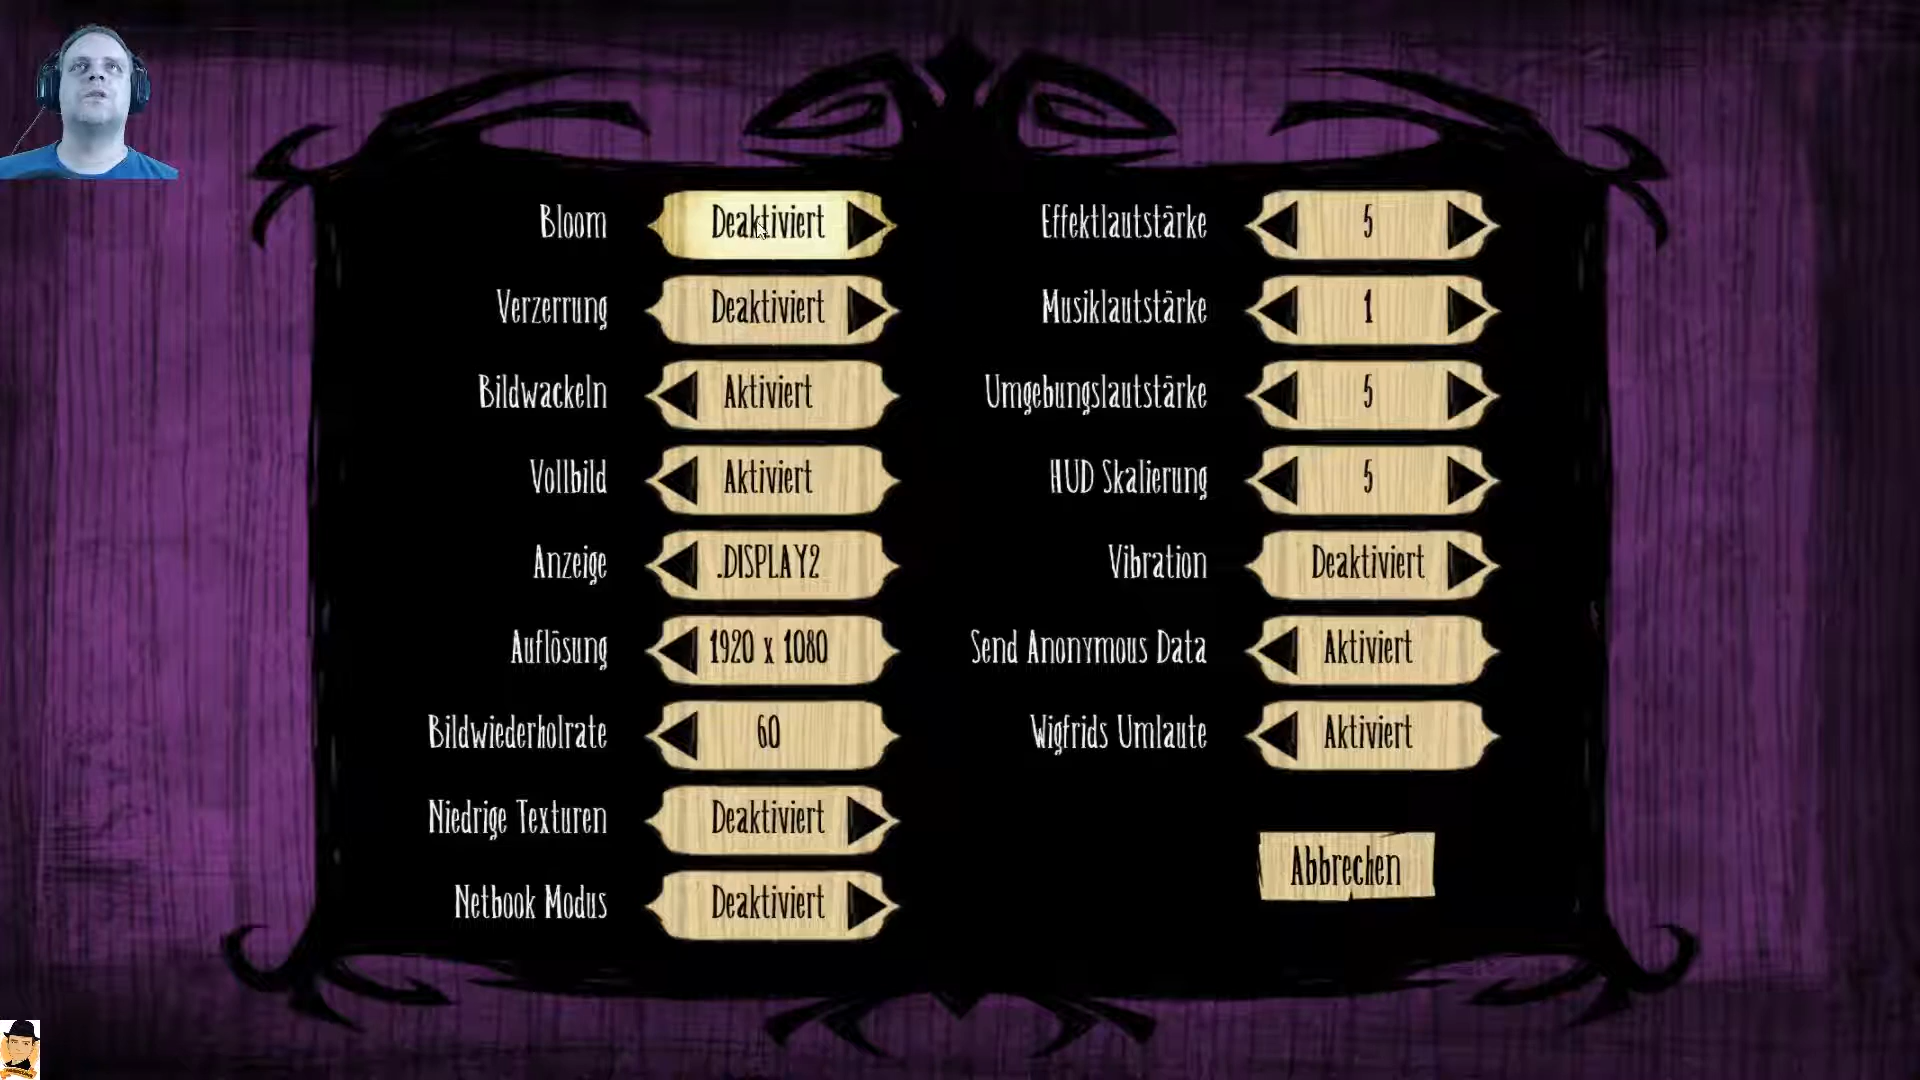 Bloom Deaktiviert
Verzerrung Deaktiviert
Bildwackeln Aktiviert
Vollbild Aktiviert
Anzeige .DISPLAY2
Auflösung 1920 x 1080
Bildwiederholrate 60
Niedrige Texturen Deaktiviert
Netbook Modus Deaktiviert
Effektlautstärke 5
Musiklautstärke 1
Umgebungslautstärke 5
HUD Skalierung 5
Vibration Deaktiviert
Send Anonymous Data Aktiviert
Wigfrids Umlaute Aktiviert
Abbrechen